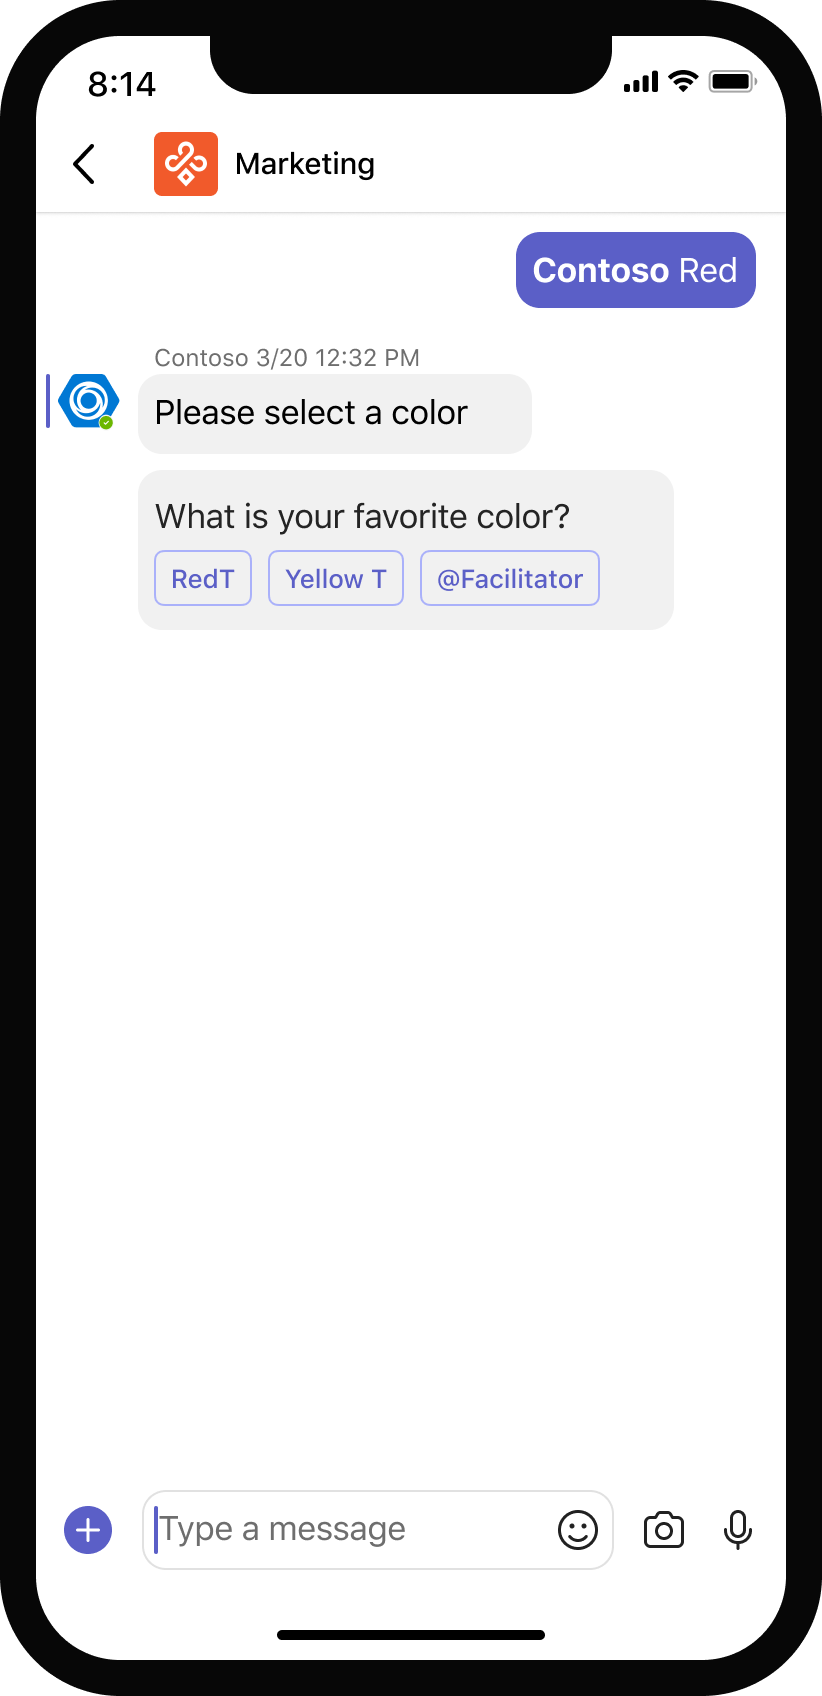 8:14
Marketing
Contoso Red
Contoso 3/20 12:32 PM
Please select a color
What is your favorite color?
RedT Yellow T @Facilitator
Type a message